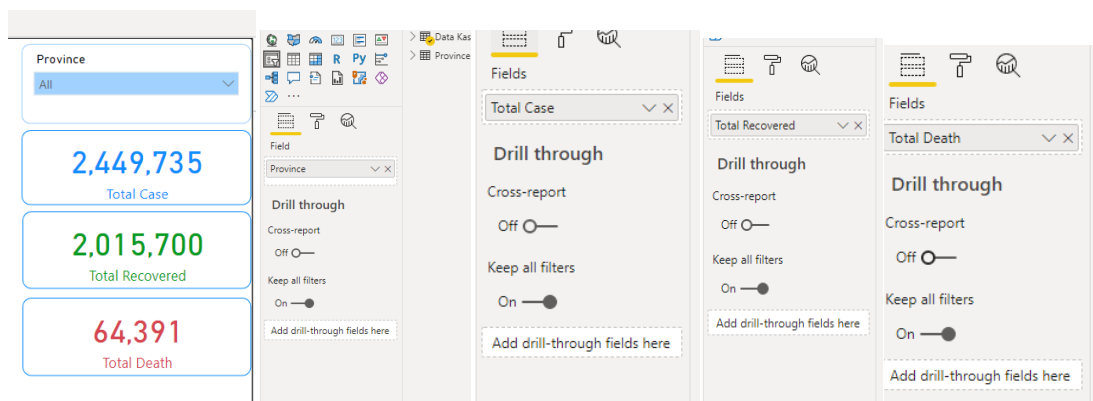 Province
All
2,449,735
Total Case
2,015,700
Total Recovered
64,391
Total Death
R Py
...
Field
Province
Drill through
Cross-report
Off
Keep all filters
On
Add drill-through fields here
Data Kas
Province
Fields
Total Case
Drill through
Cross-report
Off
Keep all filters
On
Add drill-through fields here
Fields
Total Recovered
Drill through
Cross-report
Off
Keep all filters
On
Add drill-through fields here
Fields
Total Death
Drill through
Cross-report
Off
Keep all filters
On
Add drill-through fields here